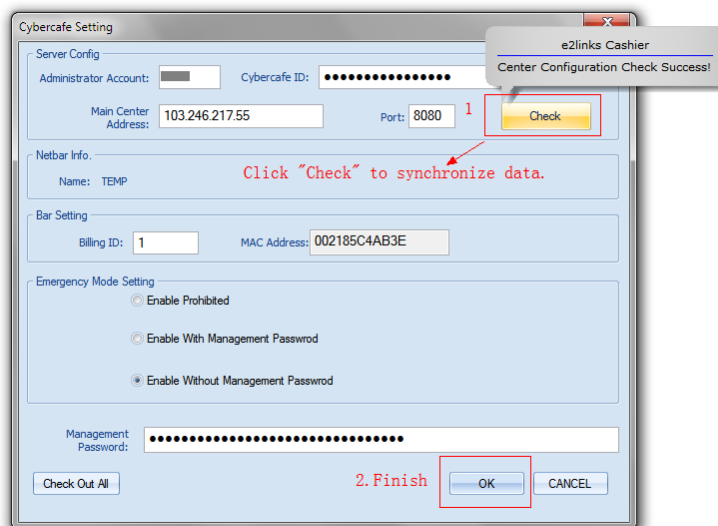 Cybercafe Setting
e2links Cashier
Center Configuration Check Success!
Server Config
Administrator Account:
Cybercafe ID: ●●●●●●●●●●●●●●●●
Main Center Address: 103.246.217.55
Port: 8080
1
Check
Netbar Info.
Click "Check" to synchronize data.
Name: TEMP
Bar Setting
Billing ID: 1
MAC Address: 002185C4AB3E
Emergency Mode Setting
Enable Prohibited
Enable With Management Passwrod
Enable Without Management Passwrod
Management Password: ●●●●●●●●●●●●●●●●●●●●●●●●●●●●●●●●
Check Out All
2.Finish
OK
CANCEL